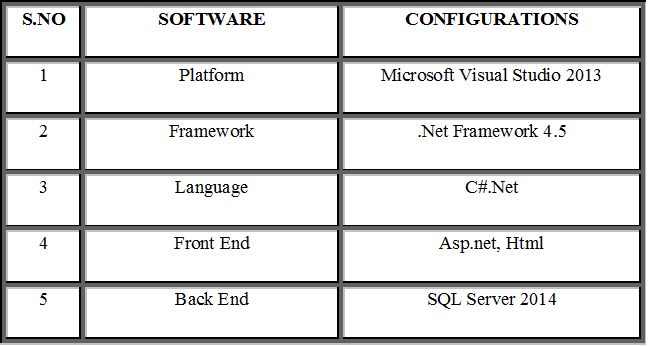 S.NO SOFTWARE CONFIGURATIONS
1 Platform Microsoft Visual Studio 2013
2 Framework .Net Framework 4.5
3 Language C#.Net
4 Front End Asp.net, Html
5 Back End SQL Server 2014